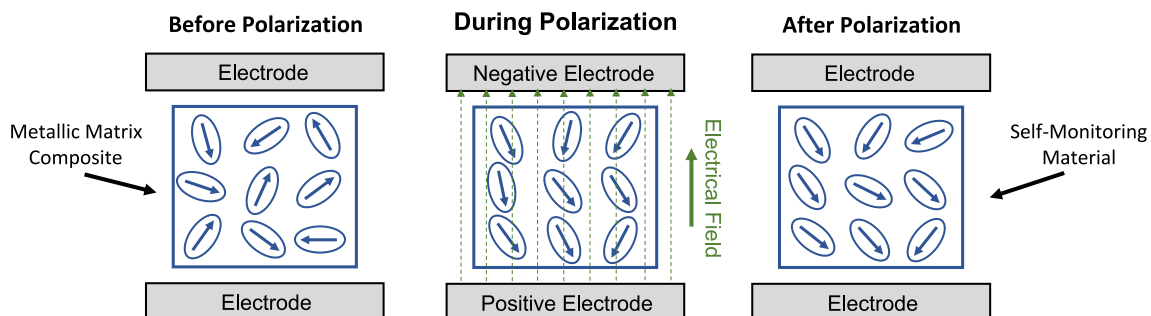 Before Polarization
During Polarization
After Polarization
Electrode
Negative Electrode
Electrode
Metallic Matrix
Composite
Electrical Field
Self-Monitoring
Material
Electrode
Positive Electrode
Electrode